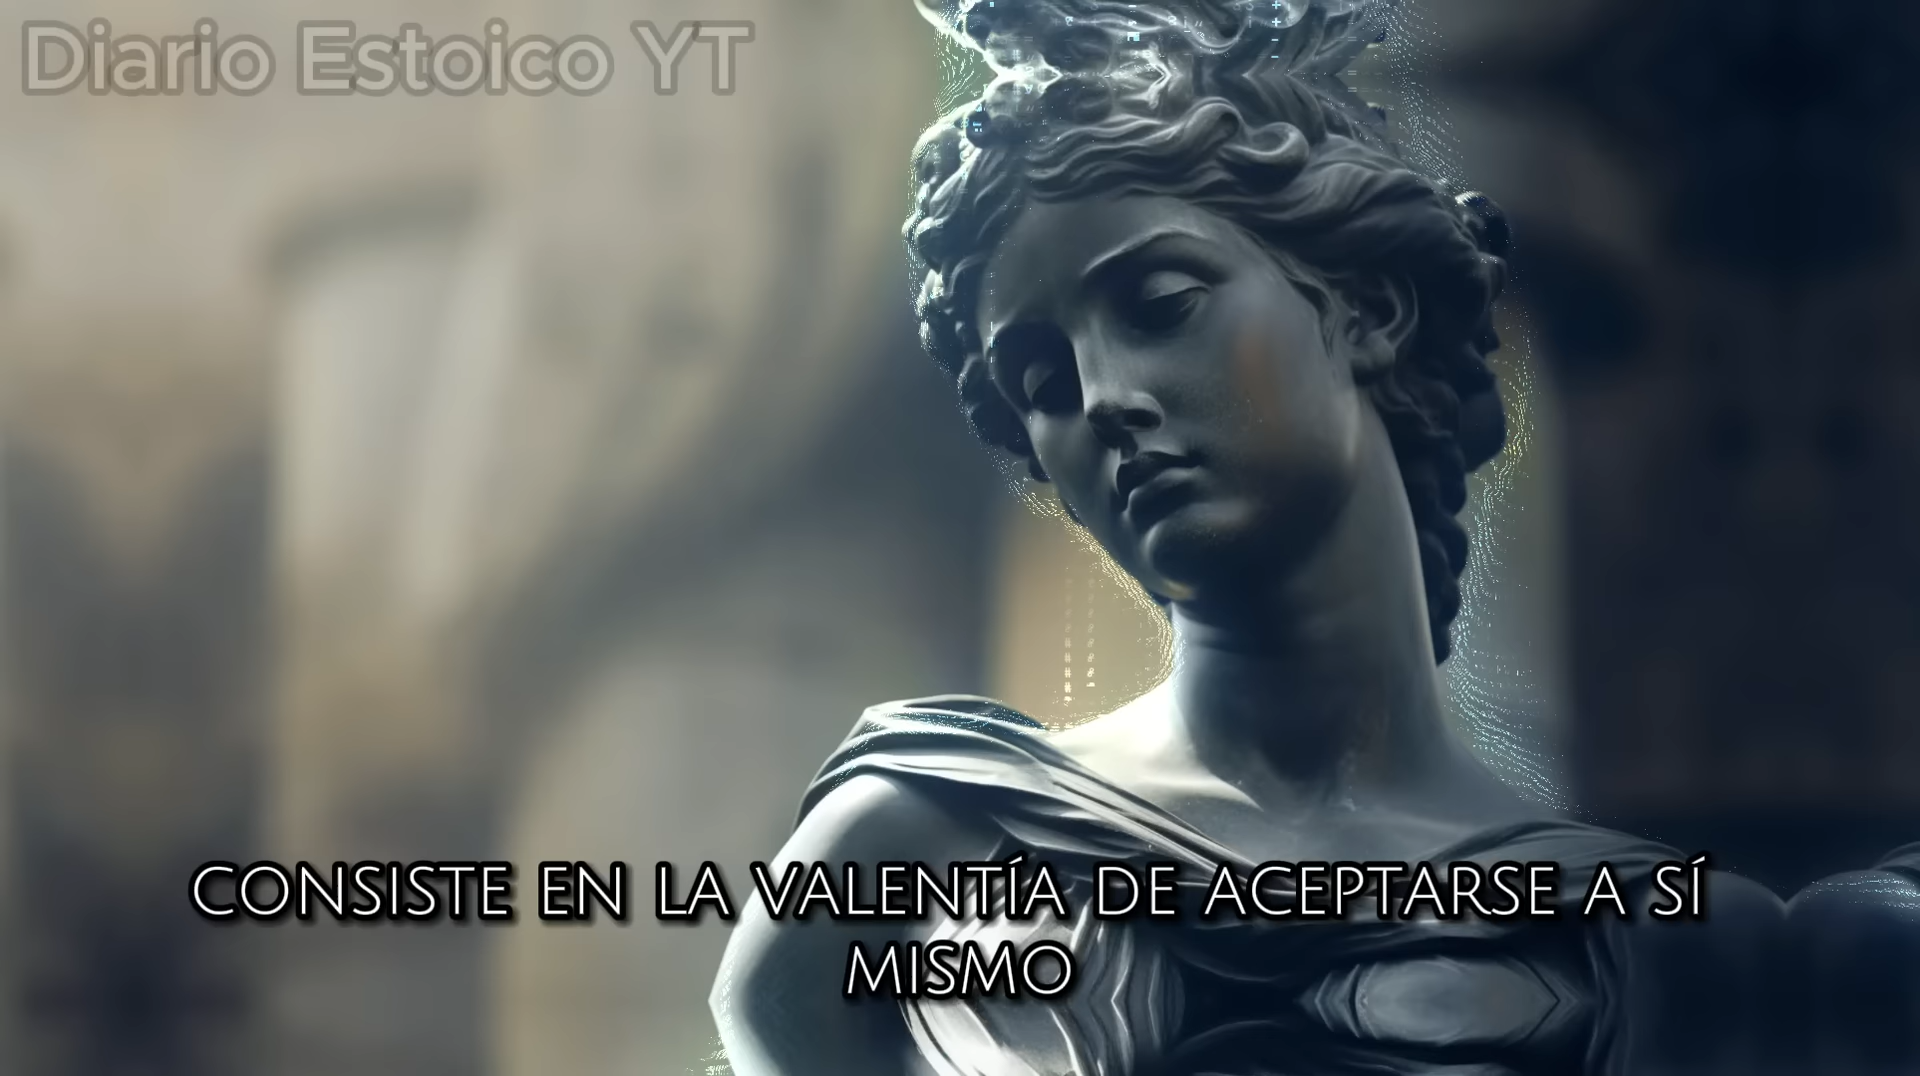 Diario Estoico YT
CONSISTE EN LA VALENTÍA DE ACEPTARSE A SÍ
MISMO